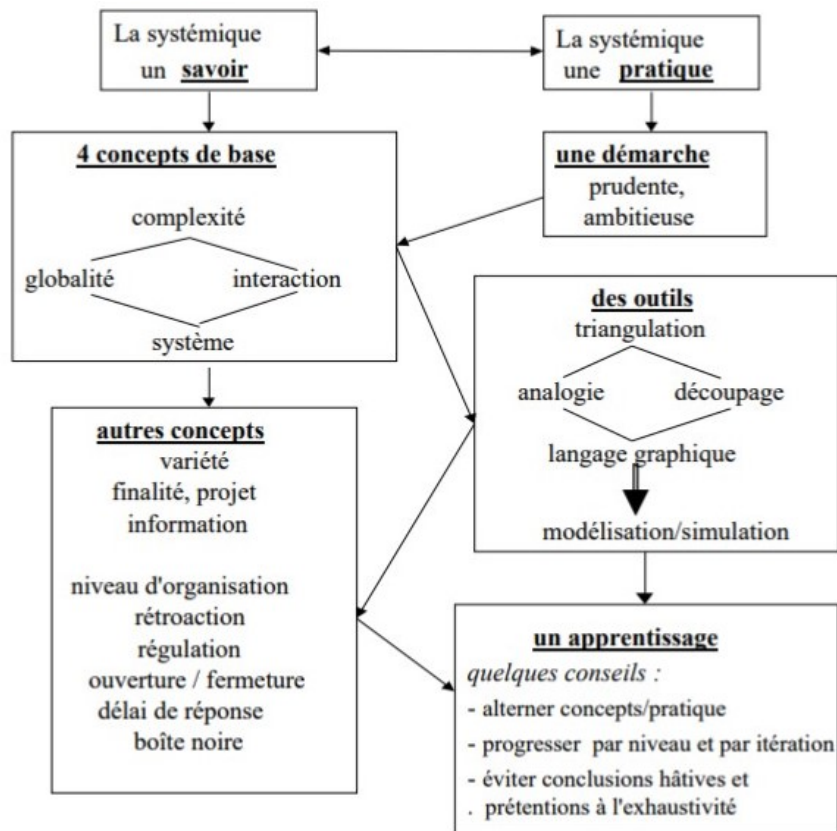 La systémique
un savoir
La systémique
une pratique
4 concepts de base
complexité
globalité interaction
système
une démarche
prudente,
ambitieuse
des outils
triangulation
analogie découpage
langage graphique
modélisation/simulation
autres concepts
variété
finalité, projet
information
niveau d'organisation
rétroaction
régulation
ouverture / fermeture
délai de réponse
boîte noire
un apprentissage
quelques conseils :
- alterner concepts/pratique
- progresser par niveau et par itération
- éviter conclusions hâtives et
. prétentions à l'exhaustivité